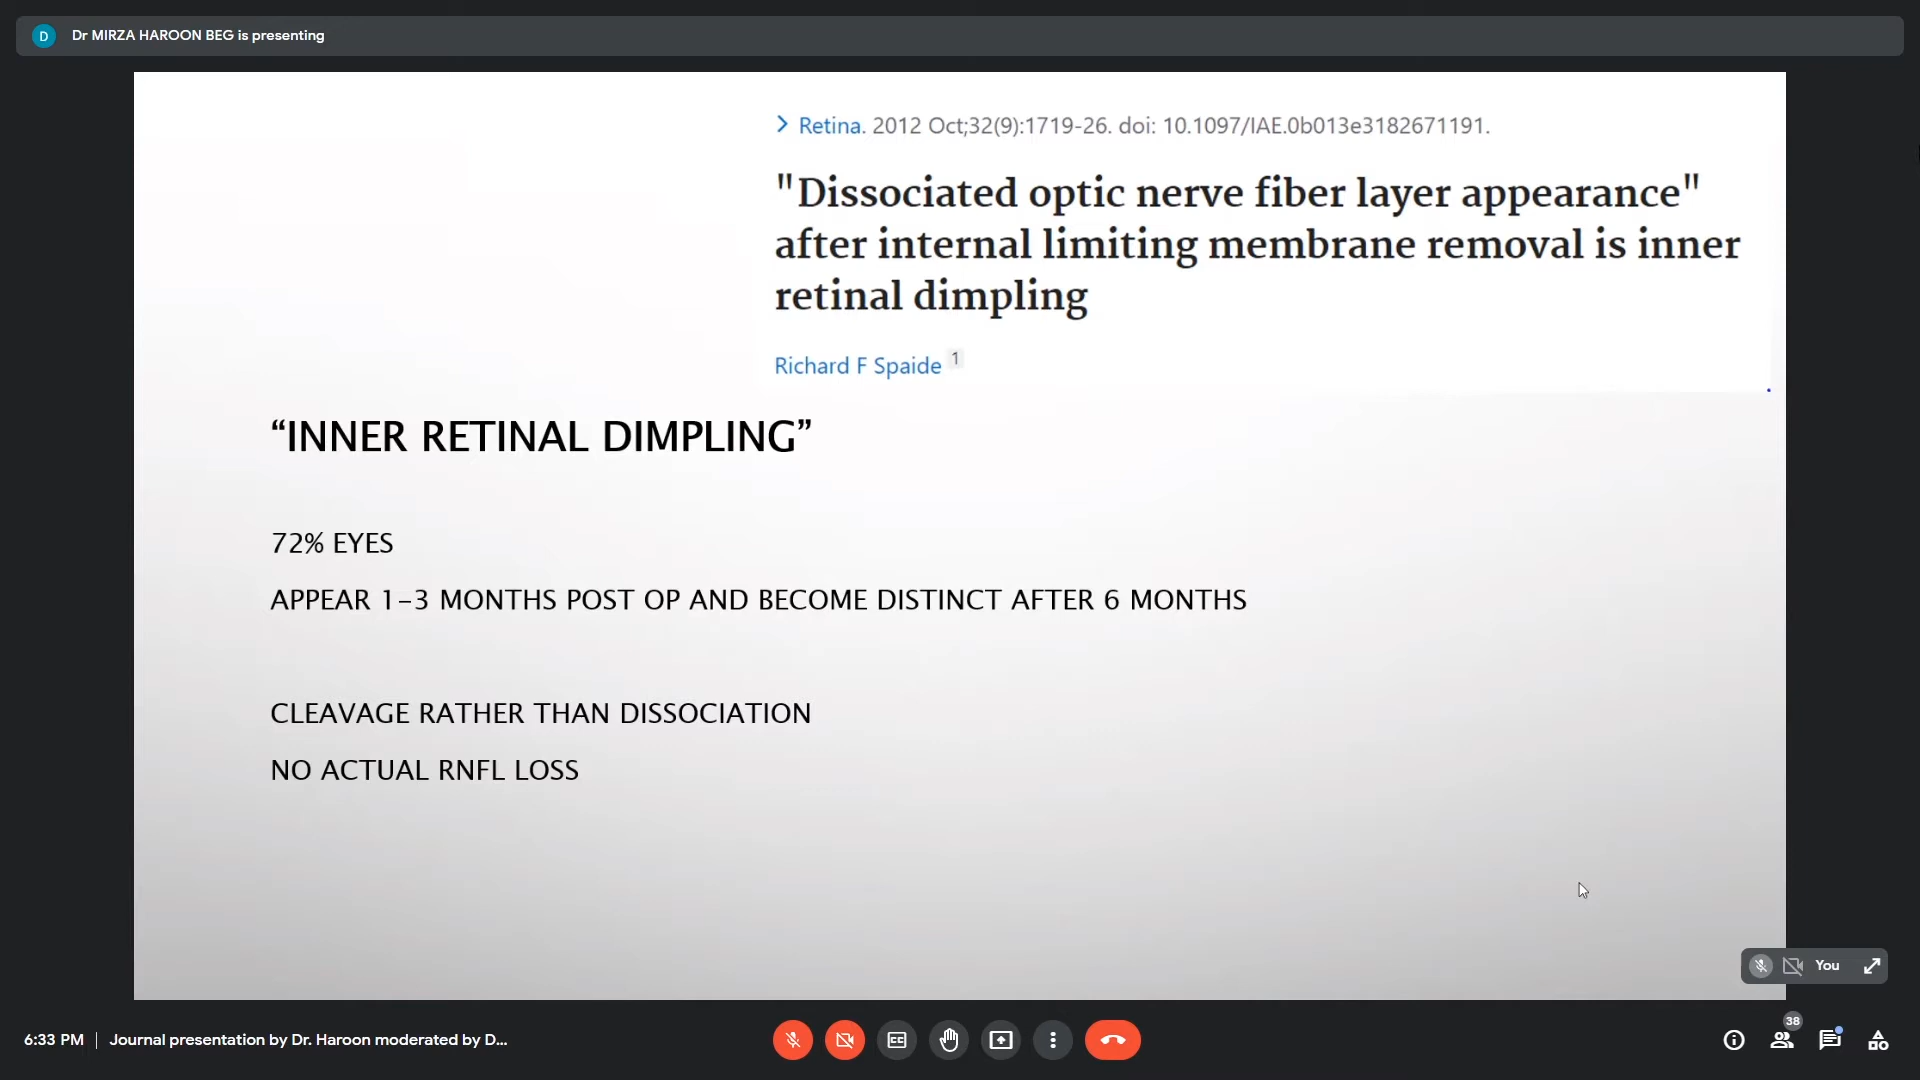 D
Dr MIRZA HAROON BEG is presenting
Retina. 2012 Oct;32(9):1719-26. doi: 10.1097/IAE.0b013e3182671191.
"Dissociated optic nerve fiber layer appearance"
after internal limiting membrane removal is inner
retinal dimpling
Richard F Spaide 1
“INNER RETINAL DIMPLING”
72% EYES
APPEAR 1-3 MONTHS POST OP AND BECOME DISTINCT AFTER 6 MONTHS
CLEAVAGE RATHER THAN DISSOCIATION
NO ACTUAL RNFL LOSS
You
6:33 PM | Journal presentation by Dr. Haroon moderated by D...
38